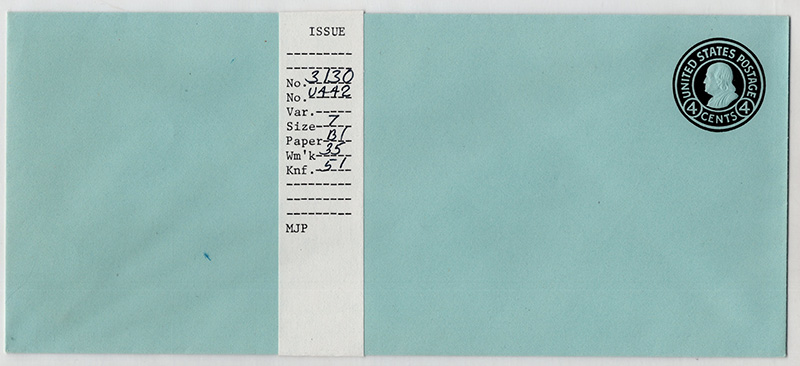 ISSUE
---------
---------
No. 3130
No. U442
Var.-----
Size- 7
Paper B1
Wm'k- 35
Knf.- 51
---------
---------
---------
MJP
UNITED STATES POSTAGE
4 CENTS 4